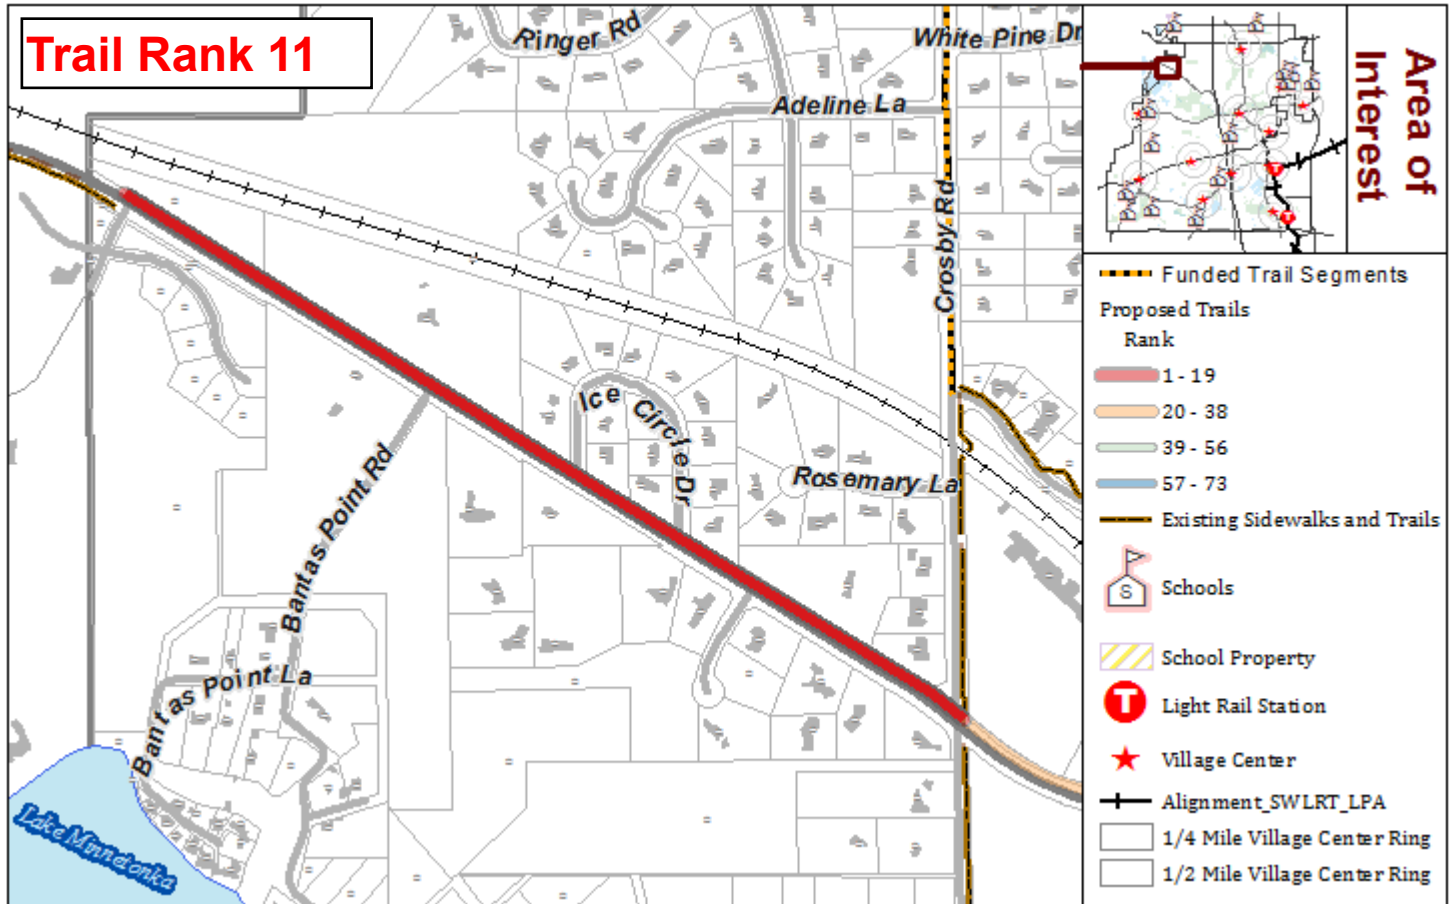 Trail Rank 11
Ringer Rd
White Pine Dr
Adeline La
Crosby Rd
Ice Circle Dr
Rosemary La
Bantas Point Rd
Bantas Point La
Lake Minnetonka
Area of
Interest
T
T
Funded Trail Segments
Proposed Trails
Rank
1 - 19
20 - 38
39 - 56
57 - 73
Existing Sidewalks and Trails
S
Schools
School Property
T
Light Rail Station
Village Center
Alignment_SWLRT_LPA
1/4 Mile Village Center Ring
1/2 Mile Village Center Ring